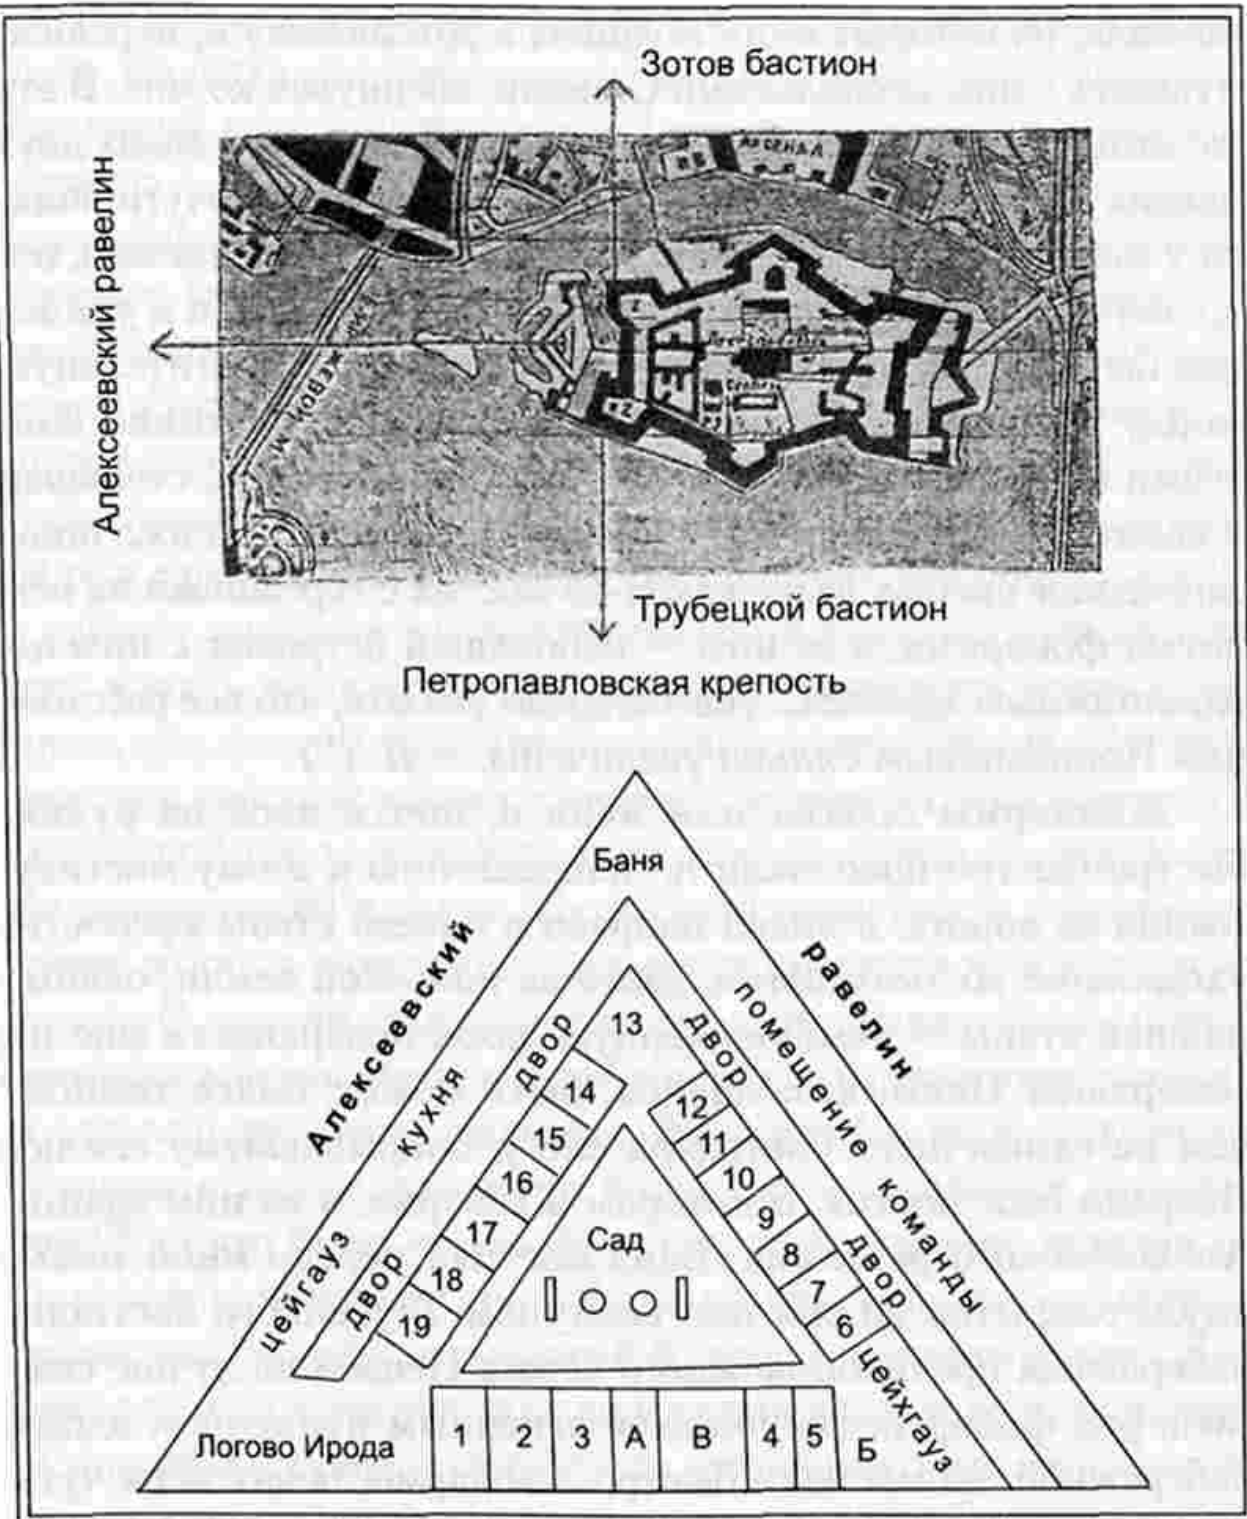 Зотов бастион
Алексеевский равелин
АРСЕНАЛ
Трубецкой бастион
Петропавловская крепость
Баня
Алексеевский
равелин
кухня
двор
13
двор
помещение
команды
14
12
15
11
16
10
17
9
18
8
19
7
6
Сад
цейгауз
двор
двор
цейхгауз
Логово Ирода
1
2
3
А
В
4
5
Б